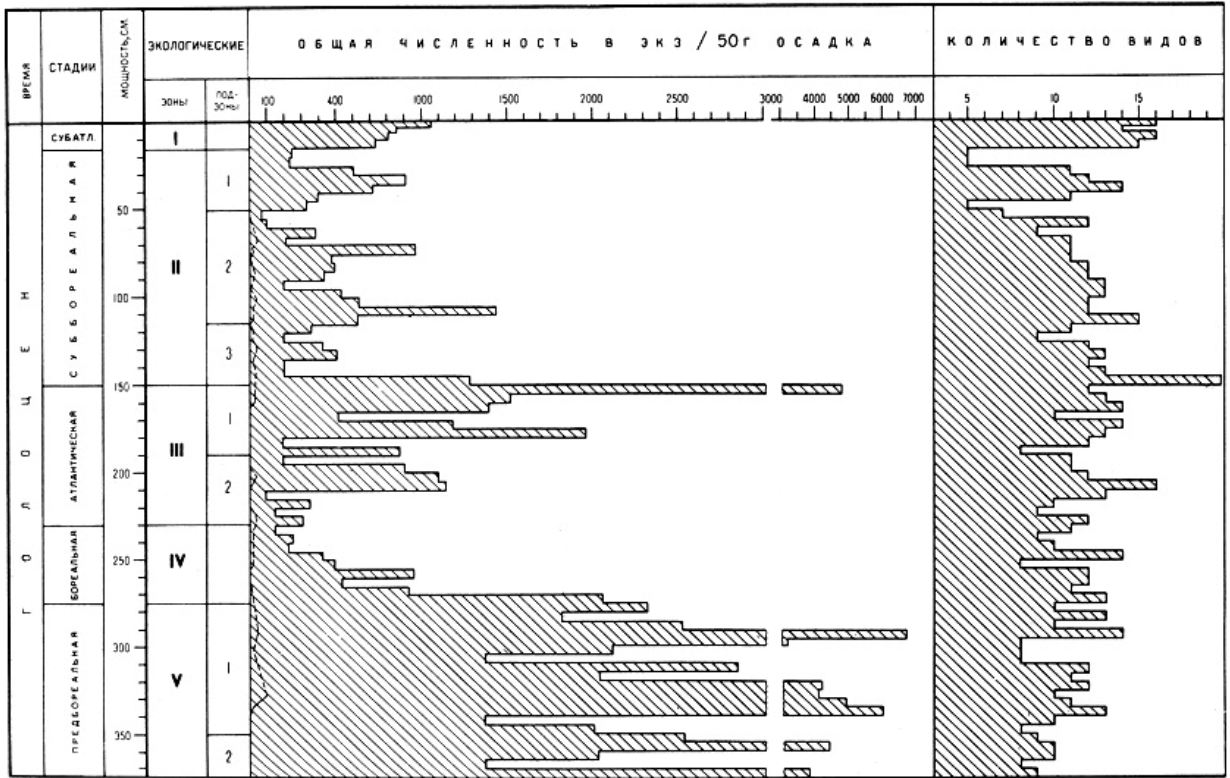 ВРЕМЯ
СТАДИИ
МОЩНОСТЬ,СМ.
ЭКОЛОГИЧЕСКИЕ
ЗОНЫ
ПОД-
ЗОНЫ
ОБЩАЯ ЧИСЛЕННОСТЬ В ЭКЗ / 50г ОСАДКА
100 400 1000 1500 2000 2500 3000 4000 5000 6000 7000
КОЛИЧЕСТВО ВИДОВ
5 10 15
ГОЛОЦЕН
СУБАТЛ.
СУББОРЕАЛЬНАЯ
АТЛАНТИЧЕСКАЯ
БОРЕАЛЬНАЯ
ПРЕДБОРЕАЛЬНАЯ
50
100
150
200
250
300
350
I
II
III
IV
V
1
2
3
1
2
1
2